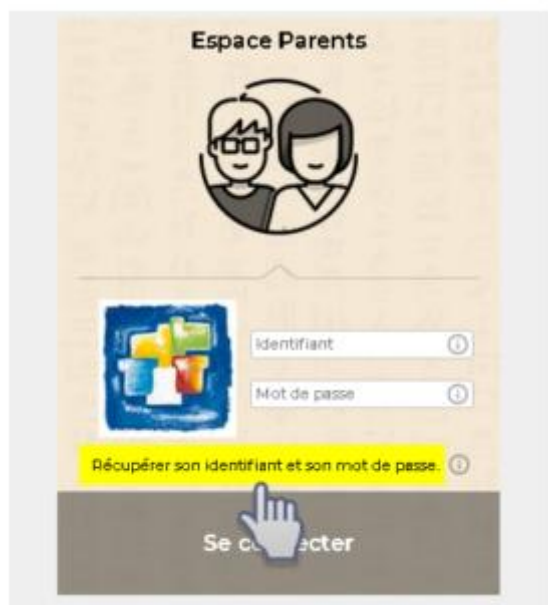 Espace Parents
Identifiant
Mot de passe
Récupérer son identifiant et son mot de passe.
Se